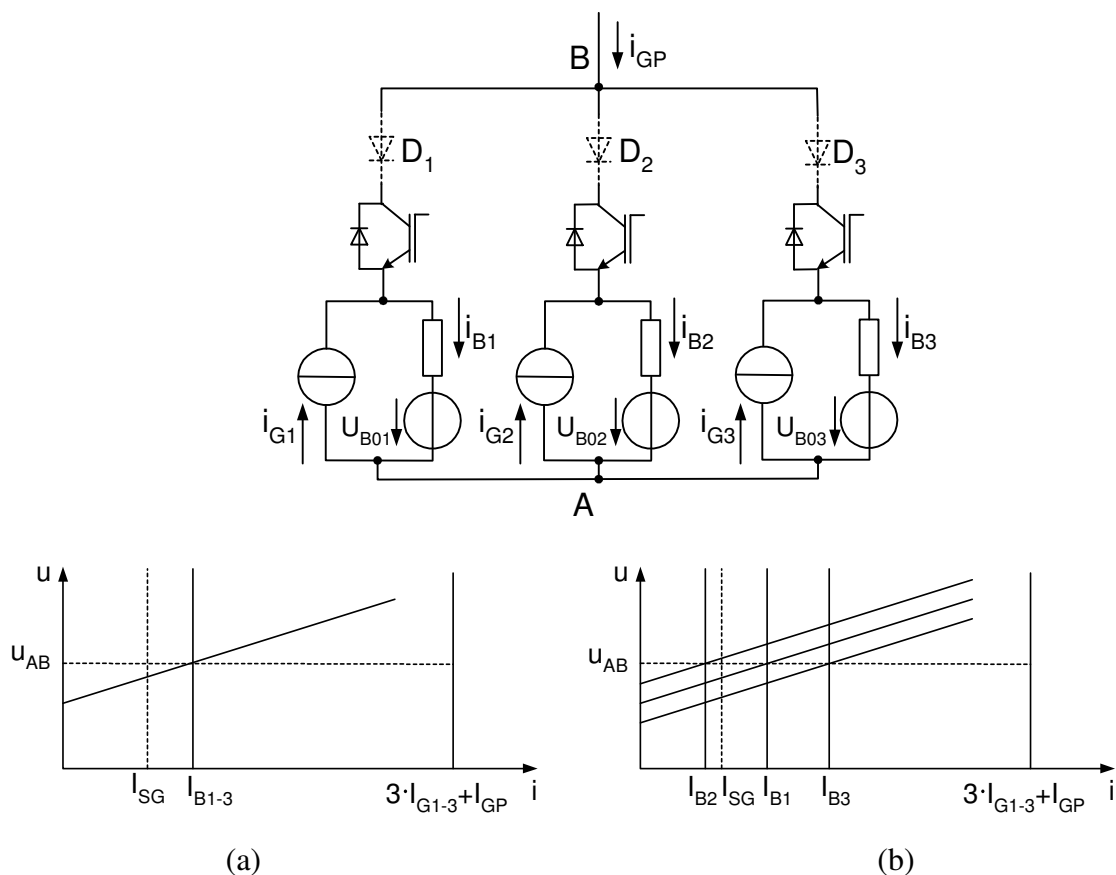 B i_GP
D_1 D_2 D_3
i_B1 i_B2 i_B3
i_G1 U_B01 i_G2 U_B02 i_G3 U_B03
A
u u
u_AB u_AB
I_SG I_B1-3 3·I_G1-3+I_GP i I_B2 I_SG I_B1 I_B3 3·I_G1-3+I_GP i
(a) (b)